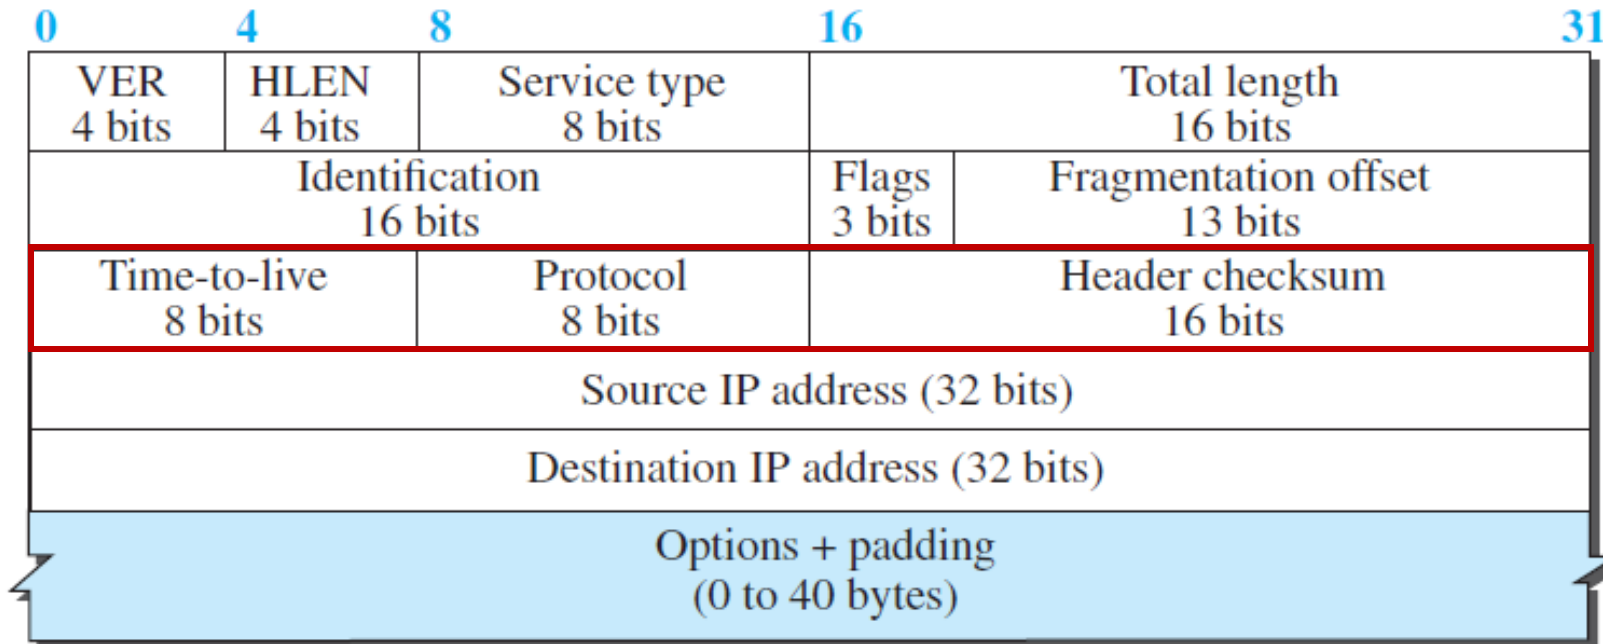 0 4 8 16 31
VER HLEN Service type Total length
4 bits 4 bits 8 bits 16 bits
Identification Flags Fragmentation offset
16 bits 3 bits 13 bits
Time-to-live Protocol Header checksum
8 bits 8 bits 16 bits
Source IP address (32 bits)
Destination IP address (32 bits)
Options + padding
(0 to 40 bytes)